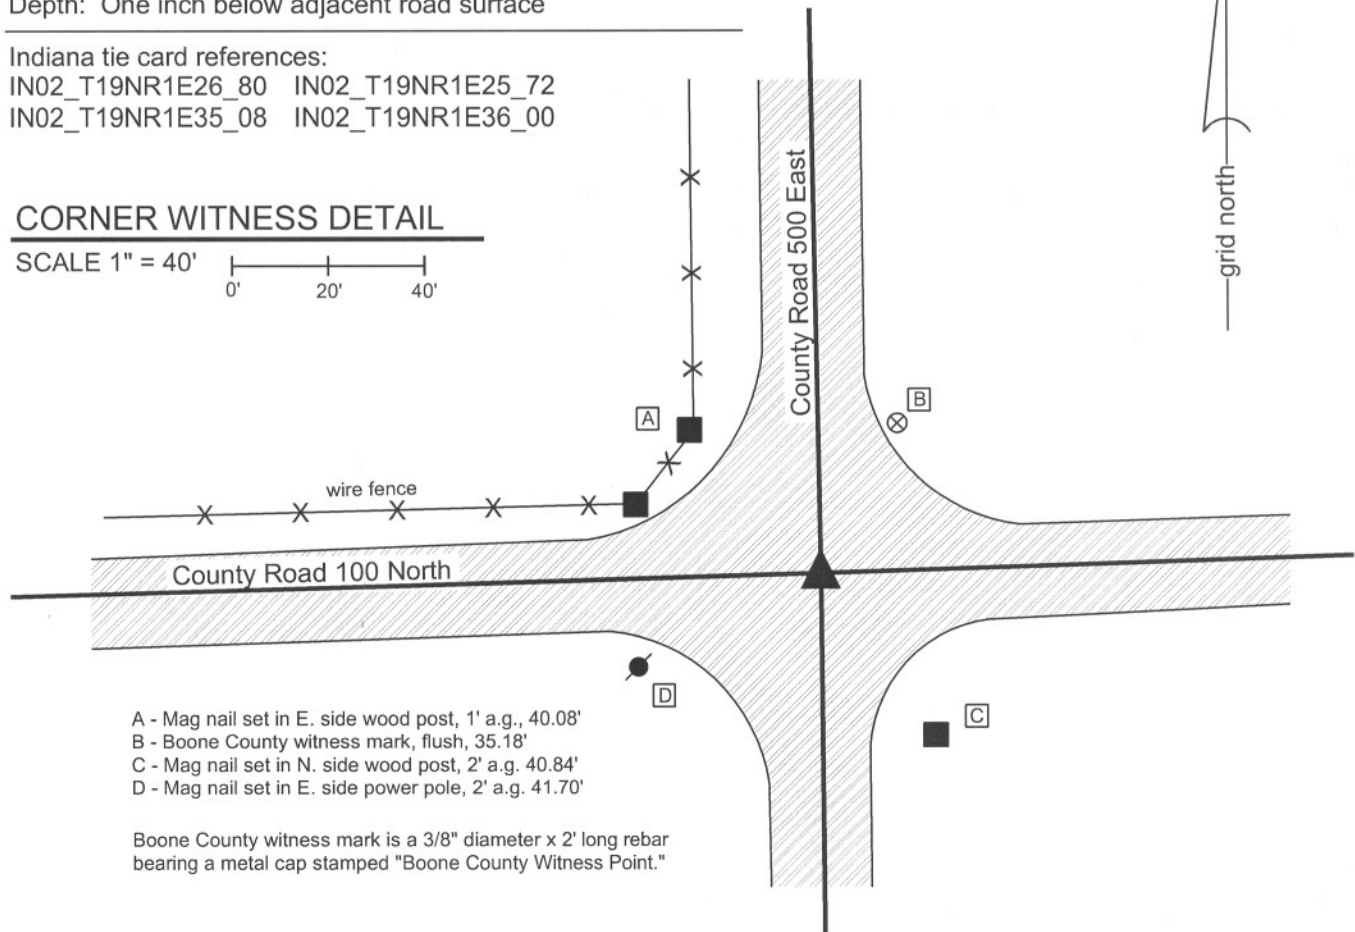 Depth: One inch below adjacent road surface
Indiana tie card references:
IN02_T19NR1E26_80 IN02_T19NR1E25_72
IN02_T19NR1E35_08 IN02_T19NR1E36_00
CORNER WITNESS DETAIL
SCALE 1" = 40'
0' 20' 40'
grid north
County Road 500 East
A
B
wire fence
County Road 100 North
D
C
A - Mag nail set in E. side wood post, 1' a.g., 40.08'
B - Boone County witness mark, flush, 35.18'
C - Mag nail set in N. side wood post, 2' a.g. 40.84'
D - Mag nail set in E. side power pole, 2' a.g. 41.70'
Boone County witness mark is a 3/8" diameter x 2' long rebar
bearing a metal cap stamped "Boone County Witness Point."